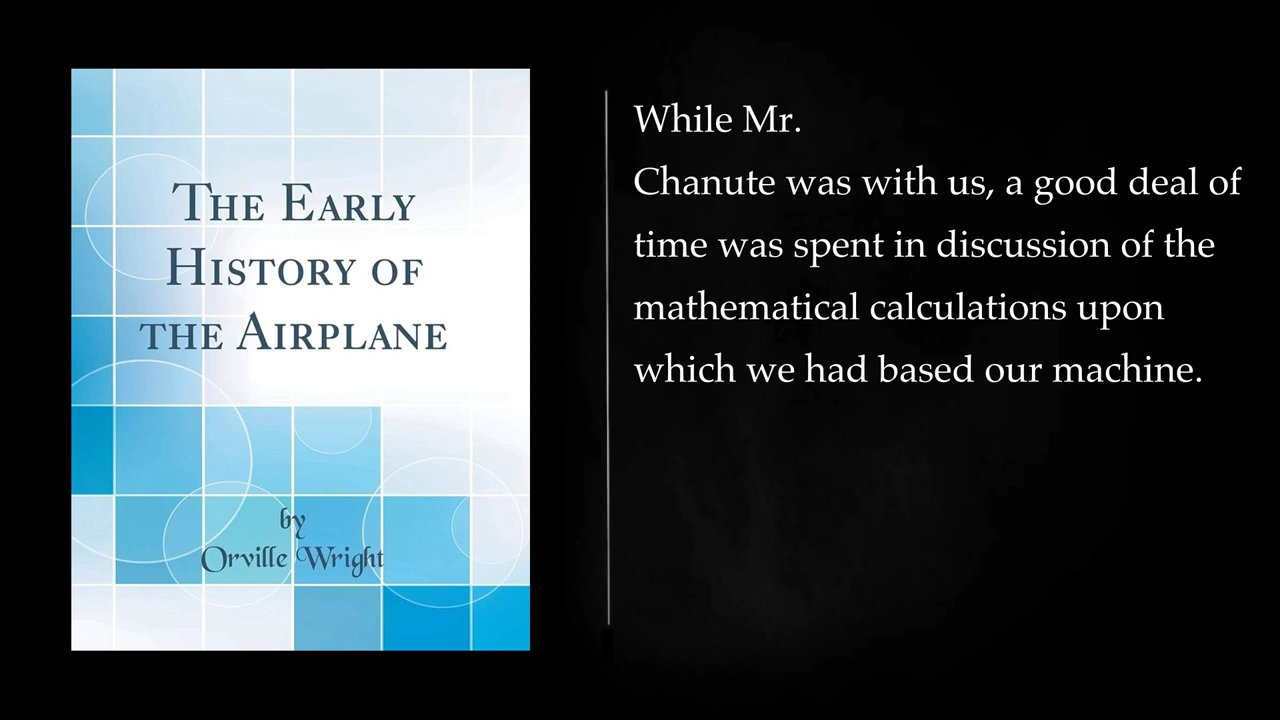 The Early
History of
the Airplane
by
Orville Wright
While Mr.
Chanute was with us, a good deal of
time was spent in discussion of the
mathematical calculations upon
which we had based our machine.